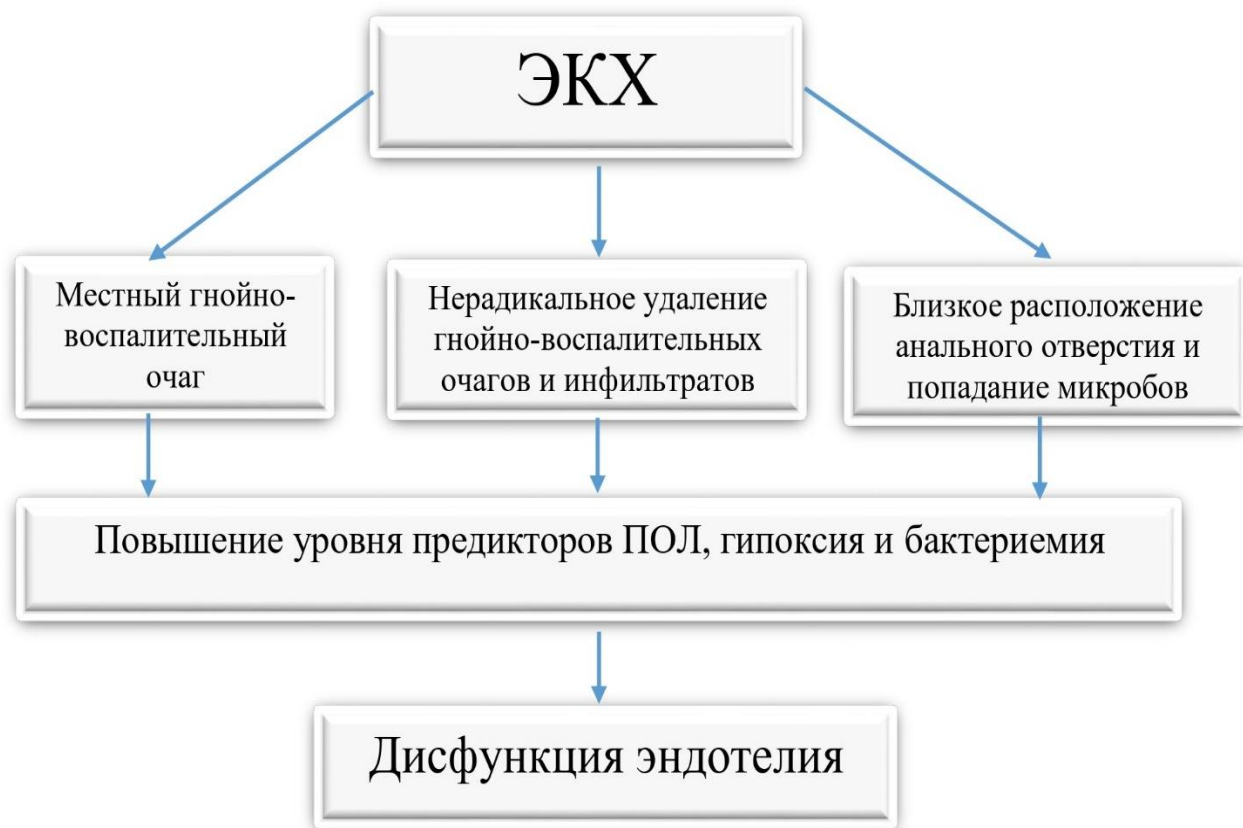 ЭКХ
Местный гнойно-
воспалительный
очаг
Нерадикальное удаление
гнойно-воспалительных
очагов и инфильтратов
Близкое расположение
анального отверстия и
попадание микробов
Повышение уровня предикторов ПОЛ, гипоксия и бактериемия
Дисфункция эндотелия